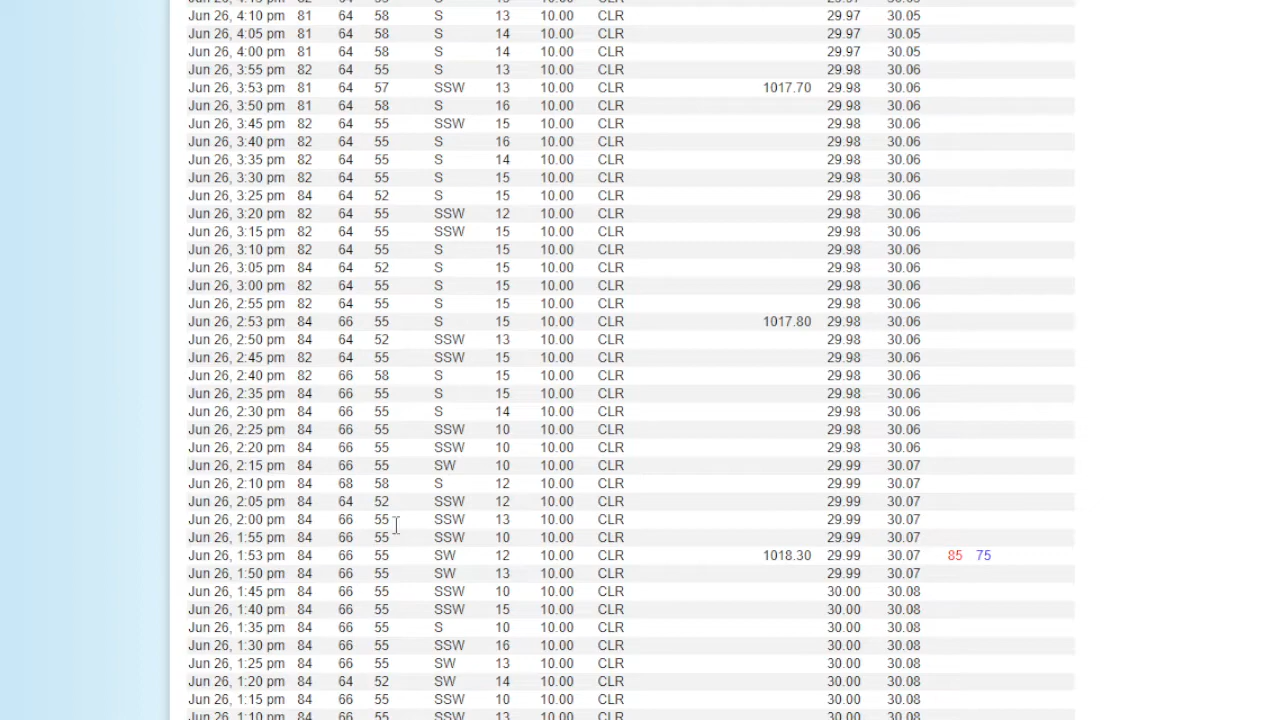 Jun 26, 4:10 pm 81 64 58 S 13 10.00 CLR 29.97 30.05
Jun 26, 4:05 pm 81 64 58 S 14 10.00 CLR 29.97 30.05
Jun 26, 4:00 pm 81 64 58 S 14 10.00 CLR 29.97 30.05
Jun 26, 3:55 pm 82 64 55 S 13 10.00 CLR 29.98 30.06
Jun 26, 3:53 pm 81 64 57 SSW 13 10.00 CLR 1017.70 29.98 30.06
Jun 26, 3:50 pm 81 64 58 S 16 10.00 CLR 29.98 30.06
Jun 26, 3:45 pm 82 64 55 SSW 15 10.00 CLR 29.98 30.06
Jun 26, 3:40 pm 82 64 55 S 16 10.00 CLR 29.98 30.06
Jun 26, 3:35 pm 82 64 55 S 14 10.00 CLR 29.98 30.06
Jun 26, 3:30 pm 82 64 55 S 15 10.00 CLR 29.98 30.06
Jun 26, 3:25 pm 84 64 52 S 15 10.00 CLR 29.98 30.06
Jun 26, 3:20 pm 82 64 55 SSW 12 10.00 CLR 29.98 30.06
Jun 26, 3:15 pm 82 64 55 SSW 15 10.00 CLR 29.98 30.06
Jun 26, 3:10 pm 82 64 55 S 15 10.00 CLR 29.98 30.06
Jun 26, 3:05 pm 84 64 52 S 15 10.00 CLR 29.98 30.06
Jun 26, 3:00 pm 82 64 55 S 15 10.00 CLR 29.98 30.06
Jun 26, 2:55 pm 82 64 55 S 15 10.00 CLR 29.98 30.06
Jun 26, 2:53 pm 84 66 55 S 15 10.00 CLR 1017.80 29.98 30.06
Jun 26, 2:50 pm 84 64 52 SSW 13 10.00 CLR 29.98 30.06
Jun 26, 2:45 pm 82 64 55 SSW 15 10.00 CLR 29.98 30.06
Jun 26, 2:40 pm 82 66 58 S 15 10.00 CLR 29.98 30.06
Jun 26, 2:35 pm 84 66 55 S 15 10.00 CLR 29.98 30.06
Jun 26, 2:30 pm 84 66 55 S 14 10.00 CLR 29.98 30.06
Jun 26, 2:25 pm 84 66 55 SSW 10 10.00 CLR 29.98 30.06
Jun 26, 2:20 pm 84 66 55 SSW 10 10.00 CLR 29.98 30.06
Jun 26, 2:15 pm 84 66 55 SW 10 10.00 CLR 29.99 30.07
Jun 26, 2:10 pm 84 68 58 S 12 10.00 CLR 29.99 30.07
Jun 26, 2:05 pm 84 64 52 SSW 12 10.00 CLR 29.99 30.07
Jun 26, 2:00 pm 84 66 55 SSW 13 10.00 CLR 29.99 30.07
Jun 26, 1:55 pm 84 66 55 SSW 10 10.00 CLR 29.99 30.07
Jun 26, 1:53 pm 84 66 55 SW 12 10.00 CLR 1018.30 29.99 30.07 85 75
Jun 26, 1:50 pm 84 66 55 SW 13 10.00 CLR 29.99 30.07
Jun 26, 1:45 pm 84 66 55 SSW 10 10.00 CLR 30.00 30.08
Jun 26, 1:40 pm 84 66 55 SSW 15 10.00 CLR 30.00 30.08
Jun 26, 1:35 pm 84 66 55 S 10 10.00 CLR 30.00 30.08
Jun 26, 1:30 pm 84 66 55 SSW 16 10.00 CLR 30.00 30.08
Jun 26, 1:25 pm 84 66 55 SW 13 10.00 CLR 30.00 30.08
Jun 26, 1:20 pm 84 64 52 SW 14 10.00 CLR 30.00 30.08
Jun 26, 1:15 pm 84 66 55 SSW 10 10.00 CLR 30.00 30.08
Jun 26, 1:10 pm 84 66 55 SSW 13 10.00 CLR 30.00 30.08